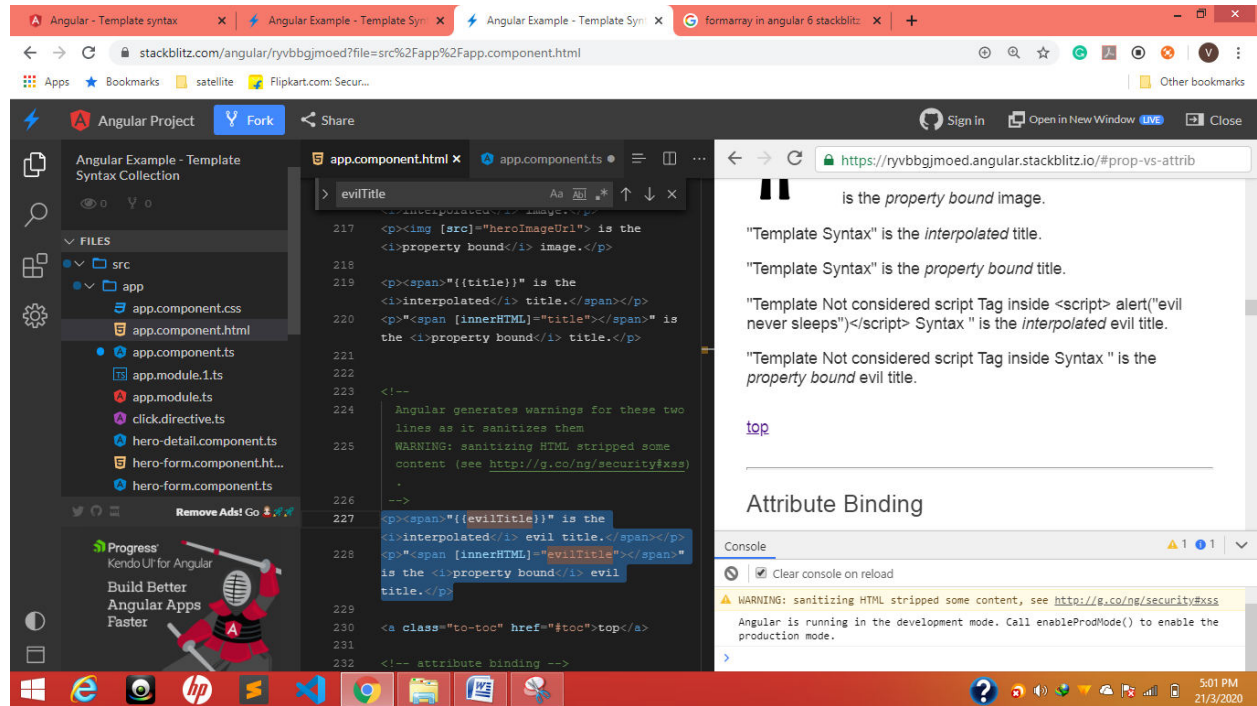 Angular - Template syntax
Angular Example - Template Syn
Angular Example - Template Syn
formarray in angular 6 stackblitz
stackblitz.com/angular/ryvbbgjmoed?file=src%2Fapp%2Fapp.component.html
V
Apps
Bookmarks
satellite
Flipkart.com: Secur...
Other bookmarks
Angular Project
Fork
Share
Sign in
Open in New Window
LIVE
Close
Angular Example - Template
Syntax Collection
0
0
FILES
src
app
app.component.css
app.component.html
app.component.ts
app.module.1.ts
app.module.ts
click.directive.ts
hero-detail.component.ts
hero-form.component.ht...
hero-form.component.ts
Remove Ads! Go
Progress
Kendo UI® for Angular
Build Better
Angular Apps
Faster
app.component.html
app.component.ts
evilTitle
Aa
Abl
<i>interpolated</i> image.</p>
217 <p><img [src]="heroImageUrl"> is the
<i>property bound</i> image.</p>
218
219 <p><span>"{{title}}" is the
<i>interpolated</i> title.</span></p>
220 <p>"<span [innerHTML]="title"></span>" is
the <i>property bound</i> title.</p>
221
222
223 <!--
224 Angular generates warnings for these two
lines as it sanitizes them
225 WARNING: sanitizing HTML stripped some
content (see http://g.co/ng/security#xss)
.
226 -->
227 <p><span>"{{evilTitle}}" is the
<i>interpolated</i> evil title.</span></p>
228 <p>"<span [innerHTML]="evilTitle"></span>"
is the <i>property bound</i> evil
title.</p>
229
230 <a class="to-toc" href="#toc">top</a>
231
232 <!-- attribute binding -->
https://ryvbbgjmoed.angular.stackblitz.io/#prop-vs-attrib
is the property bound image.
"Template Syntax" is the interpolated title.
"Template Syntax" is the property bound title.
"Template Not considered script Tag inside <script> alert("evil
never sleeps")</script> Syntax " is the interpolated evil title.
"Template Not considered script Tag inside Syntax " is the
property bound evil title.
top
Attribute Binding
Console
1
1
Clear console on reload
WARNING: sanitizing HTML stripped some content, see http://g.co/ng/security#xss
Angular is running in the development mode. Call enableProdMode() to enable the
production mode.
5:01 PM
21/3/2020